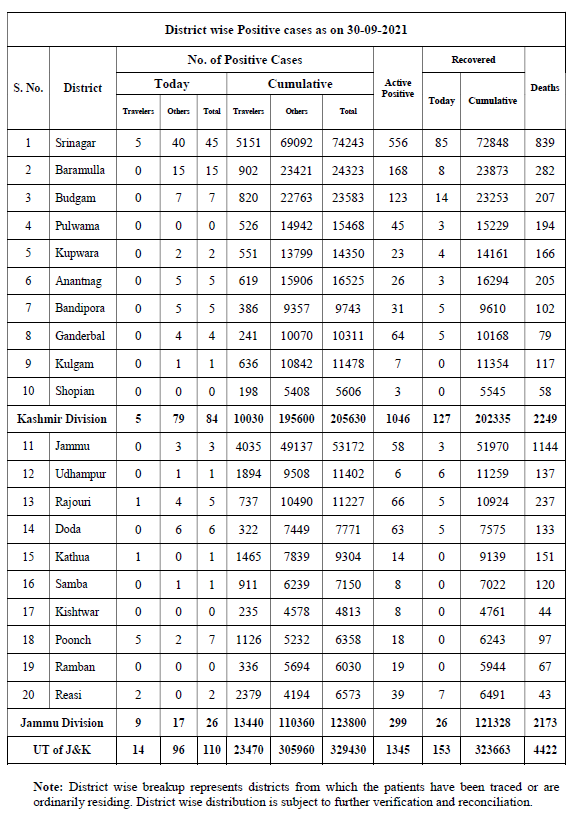 District wise Positive cases as on 30-09-2021
S. No. District No. of Positive Cases Active Positive Recovered Deaths
Today Cumulative Today Cumulative
Travelers Others Total Travelers Others Total
1 Srinagar 5 40 45 5151 69092 74243 556 85 72848 839
2 Baramulla 0 15 15 902 23421 24323 168 8 23873 282
3 Budgam 0 7 7 820 22763 23583 123 14 23253 207
4 Pulwama 0 0 0 526 14942 15468 45 3 15229 194
5 Kupwara 0 2 2 551 13799 14350 23 4 14161 166
6 Anantnag 0 5 5 619 15906 16525 26 3 16294 205
7 Bandipora 0 5 5 386 9357 9743 31 5 9610 102
8 Ganderbal 0 4 4 241 10070 10311 64 5 10168 79
9 Kulgam 0 1 1 636 10842 11478 7 0 11354 117
10 Shopian 0 0 0 198 5408 5606 3 0 5545 58
Kashmir Division 5 79 84 10030 195600 205630 1046 127 202335 2249
11 Jammu 0 3 3 4035 49137 53172 58 3 51970 1144
12 Udhampur 0 1 1 1894 9508 11402 6 6 11259 137
13 Rajouri 1 4 5 737 10490 11227 66 5 10924 237
14 Doda 0 6 6 322 7449 7771 63 5 7575 133
15 Kathua 1 0 1 1465 7839 9304 14 0 9139 151
16 Samba 0 1 1 911 6239 7150 8 0 7022 120
17 Kishtwar 0 0 0 235 4578 4813 8 0 4761 44
18 Poonch 5 2 7 1126 5232 6358 18 0 6243 97
19 Ramban 0 0 0 336 5694 6030 19 0 5944 67
20 Reasi 2 0 2 2379 4194 6573 39 7 6491 43
Jammu Division 9 17 26 13440 110360 123800 299 26 121328 2173
UT of J&K 14 96 110 23470 305960 329430 1345 153 323663 4422
Note: District wise breakup represents districts from which the patients have been traced or are
ordinarily residing. District wise distribution is subject to further verification and reconciliation.